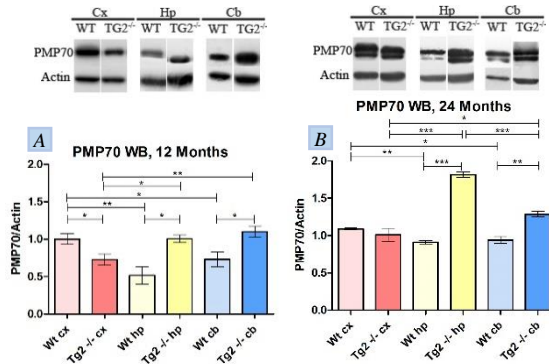 Cx Hp Cb
WT TG2-/- WT TG2-/- WT TG2-/-
PMP70
Actin
A
PMP70 WB, 12 Months
**
*
*
**
* * *
PMP70/Actin
1.5
1.0
0.5
0.0
Wt cx
Tg2 -/- cx
Wt hp
Tg2 -/- hp
Wt cb
Tg2 -/- cb
Cx Hp Cb
WT TG2-/- WT TG2-/- WT TG2-/-
PMP70
Actin
PMP70 WB, 24 Months
B
*
*** ***
*
** *** **
PMP70/Actin
2.0
1.5
1.0
0.5
0.0
Wt cx
Tg2 -/- cx
Wt hp
Tg2 -/- hp
Wt cb
Tg2 -/- cb